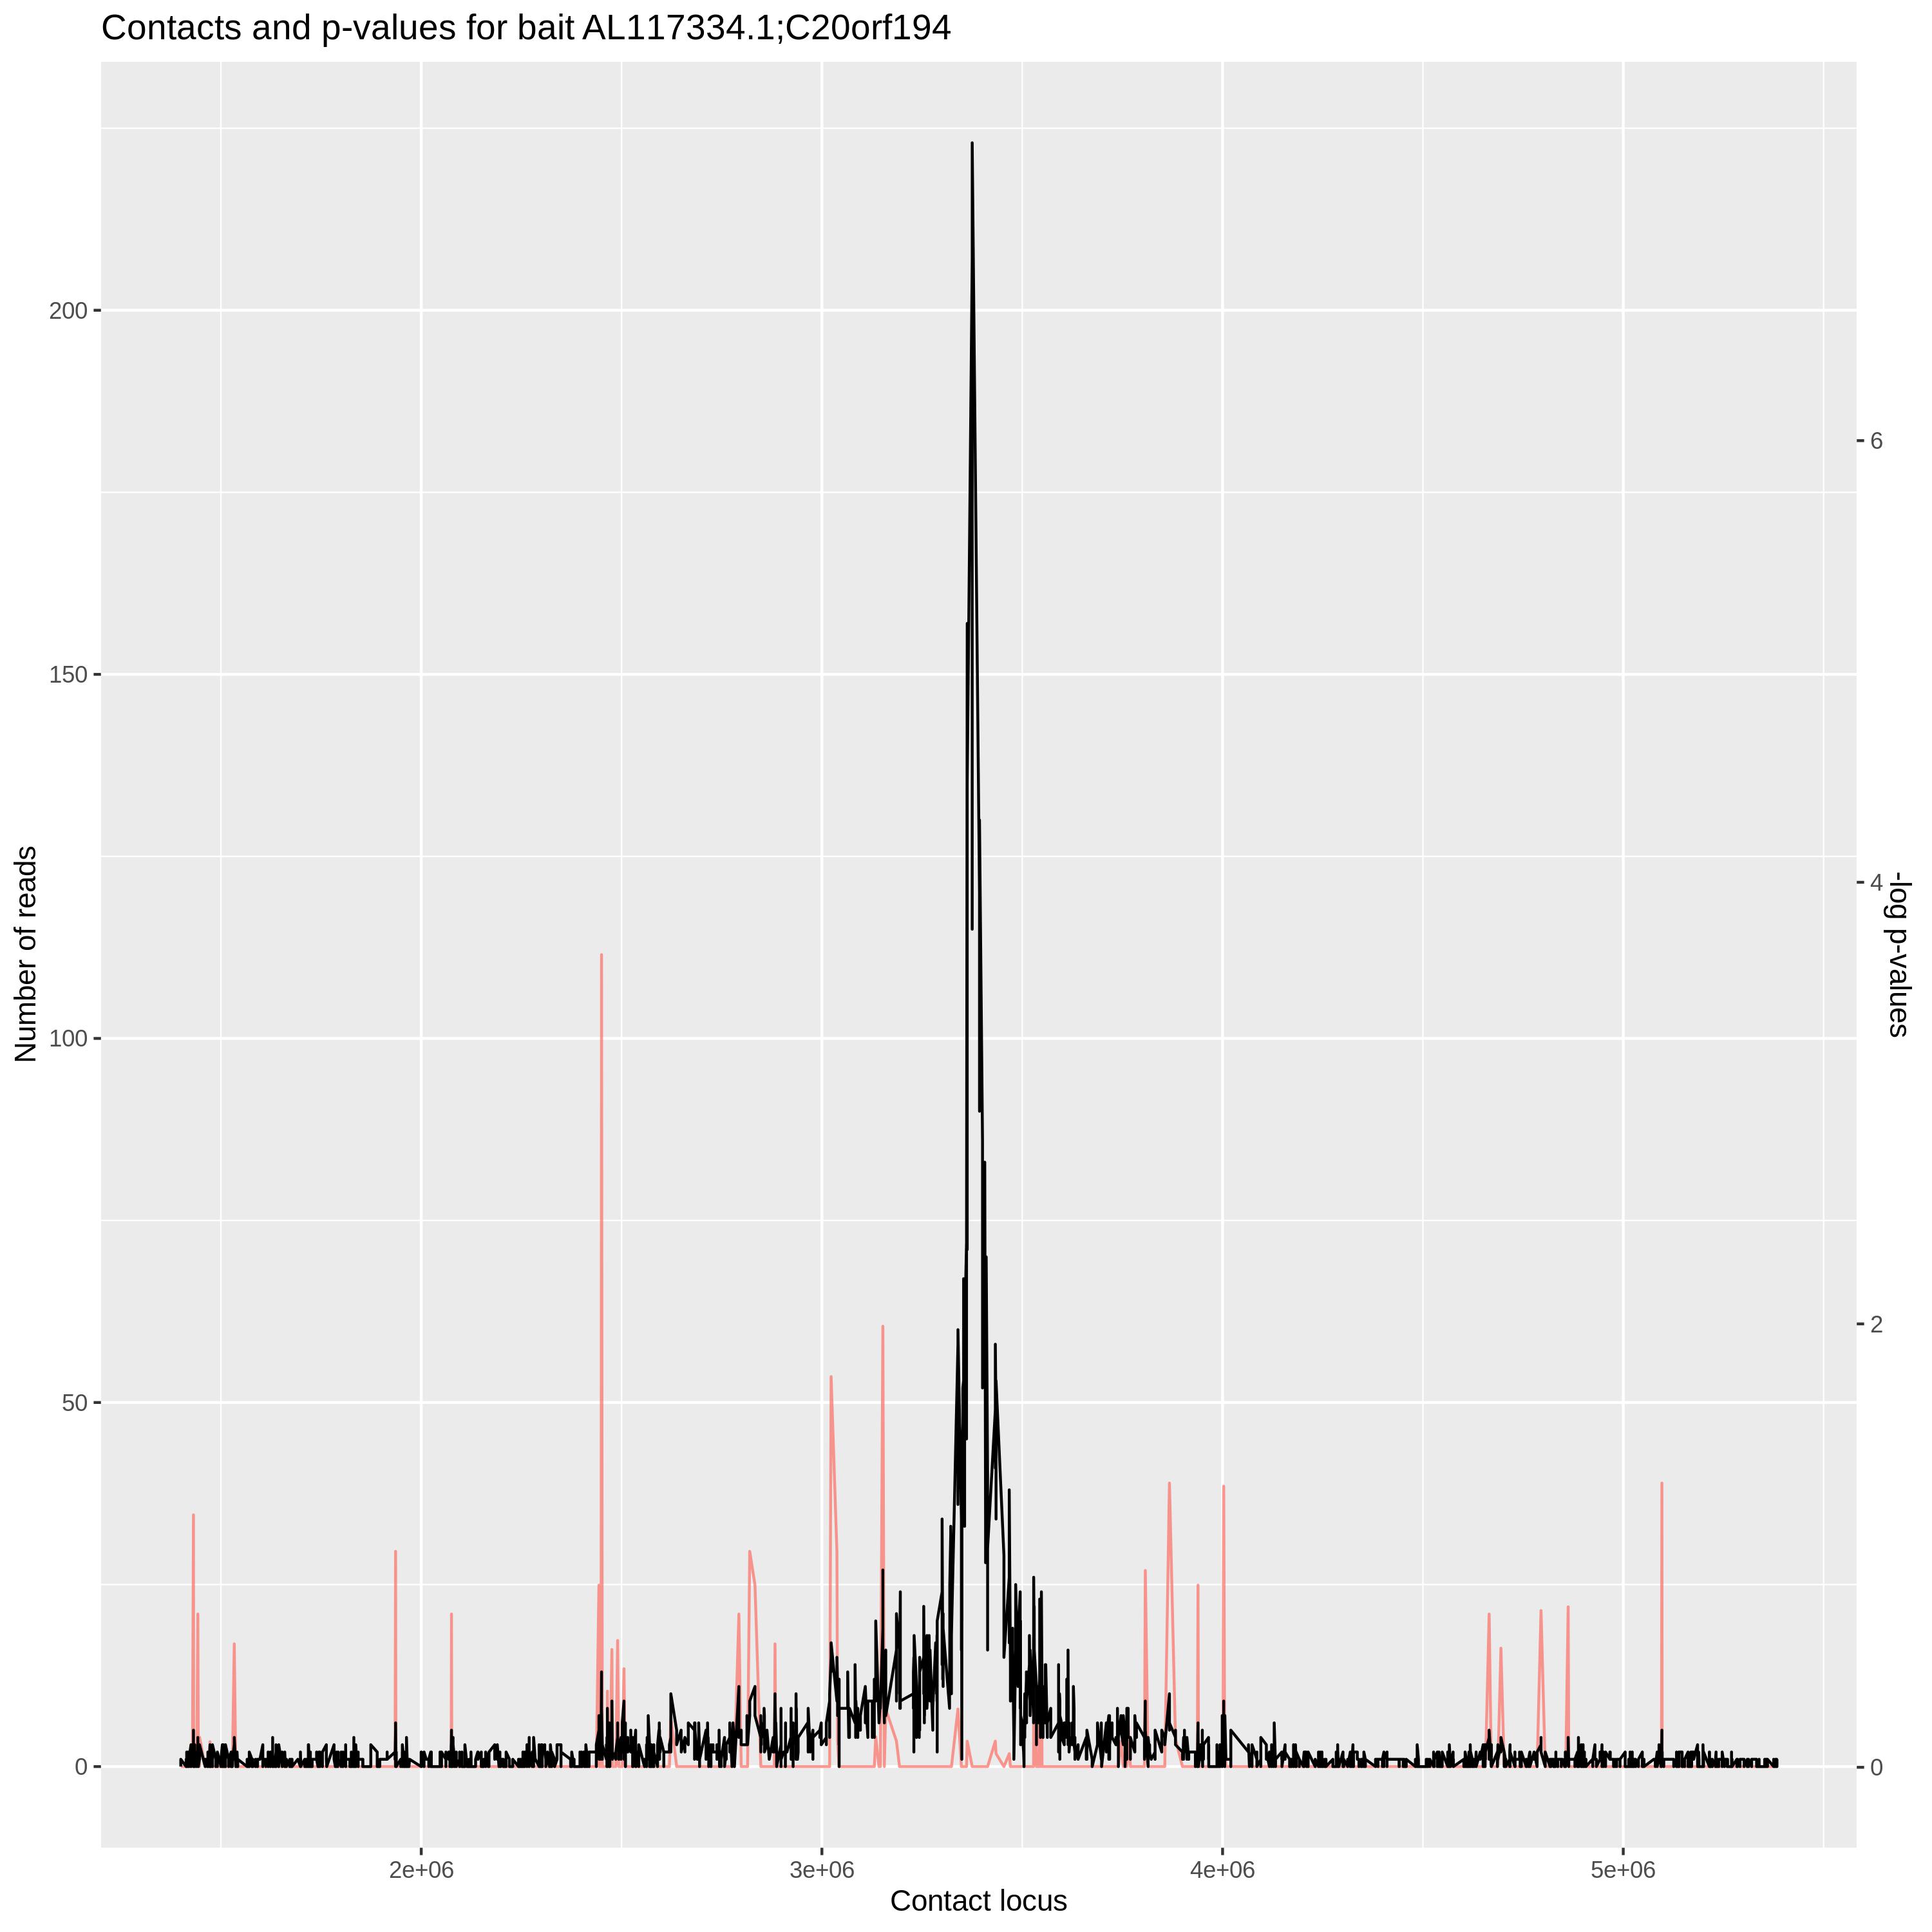 Contacts and p-values for bait AL117334.1;C20orf194
Number of reads
200
150
100
50
0
6
4
2
0
-log p-values
2e+06
3e+06
4e+06
5e+06
Contact locus